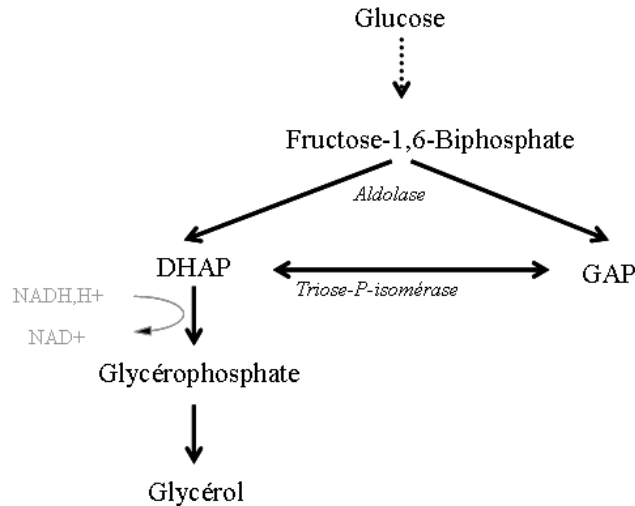 Glucose
Fructose-1,6-Biphosphate
Aldolase
DHAP
GAP
Triose-P-isomérase
NADH,H+
NAD+
Glycérophosphate
Glycérol